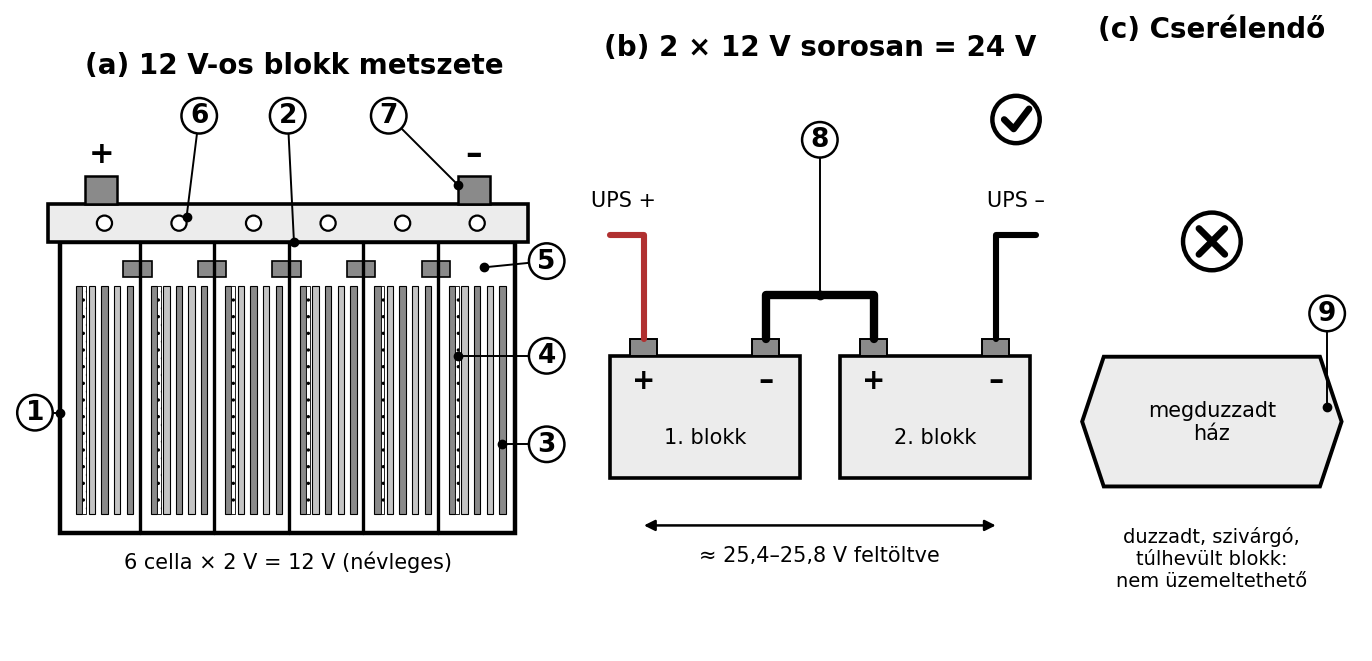 (a) 12 V-os blokk metszete
6
2
7
+
–
5
4
1
3
6 cella × 2 V = 12 V (névleges)
(b) 2 × 12 V sorosan = 24 V
8
UPS +
UPS –
+
–
+
–
1. blokk
2. blokk
≈ 25,4–25,8 V feltöltve
(c) Cserélendő
9
megduzzadt
ház
duzzadt, szivárgó,
túlhevült blokk:
nem üzemeltethető